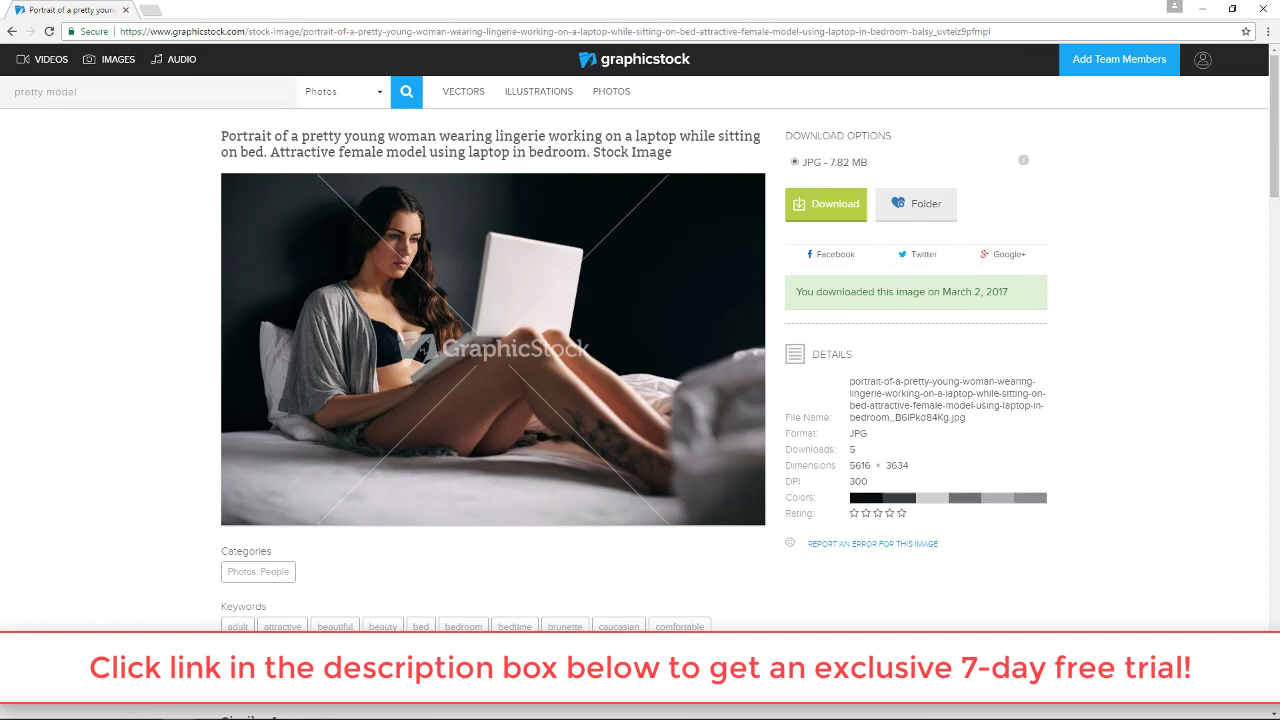 Portrait of a pretty youn
Secure
https://www.graphicstock.com/stock-image/portrait-of-a-pretty-young-woman-wearing-lingerie-working-on-a-laptop-while-sitting-on-bed-attractive-female-model-using-laptop-in-bedroom-balsy_uvteiz9pfmpi
VIDEOS IMAGES AUDIO
graphicstock
Add Team Members
pretty model
Photos
VECTORS ILLUSTRATIONS PHOTOS
Portrait of a pretty young woman wearing lingerie working on a laptop while sitting
on bed. Attractive female model using laptop in bedroom. Stock Image
GraphicStock
DOWNLOAD OPTIONS
JPG - 7.82 MB
Download
Folder
Facebook Twitter Google+
You downloaded this image on March 2, 2017
DETAILS
portrait-of-a-pretty-young-woman-wearing-
lingerie-working-on-a-laptop-while-sitting-on-
bed-attractive-female-model-using-laptop-in-
File Name: bedroom_B6lPkd84Kg.jpg
Format: JPG
Downloads: 5
Dimensions 5616 × 3634
DPI 300
Colors:
Rating:
REPORT AN ERROR FOR THIS IMAGE
Categories
Photos: People
Keywords
adult attractive beautiful beauty bed bedroom bedtime brunette caucasian comfortable
Click link in the description box below to get an exclusive 7-day free trial!